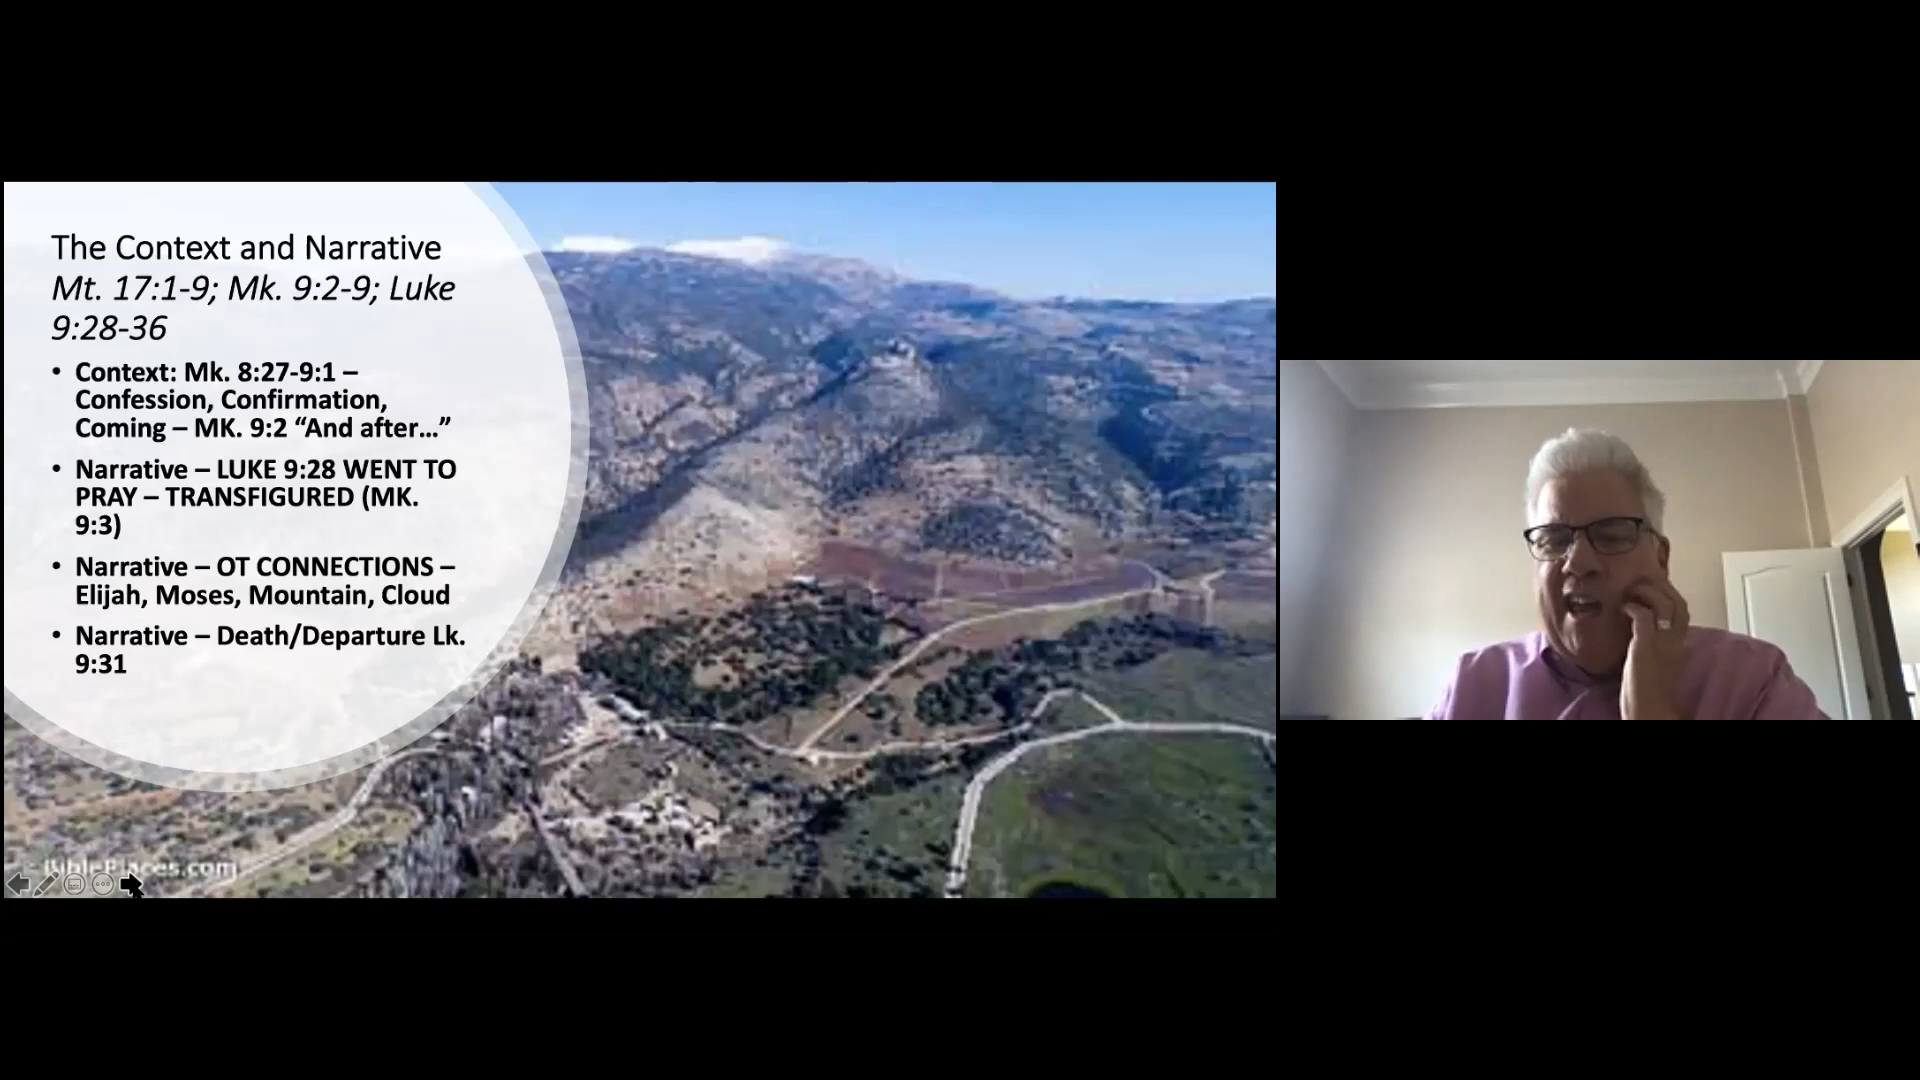 The Context and Narrative
Mt. 17:1-9; Mk. 9:2-9; Luke
9:28-36
• Context: Mk. 8:27-9:1 –
Confession, Confirmation,
Coming – MK. 9:2 “And after…”
• Narrative – LUKE 9:28 WENT TO
PRAY – TRANSFIGURED (MK.
9:3)
• Narrative – OT CONNECTIONS –
Elijah, Moses, Mountain, Cloud
• Narrative – Death/Departure Lk.
9:31
BiblePlaces.com